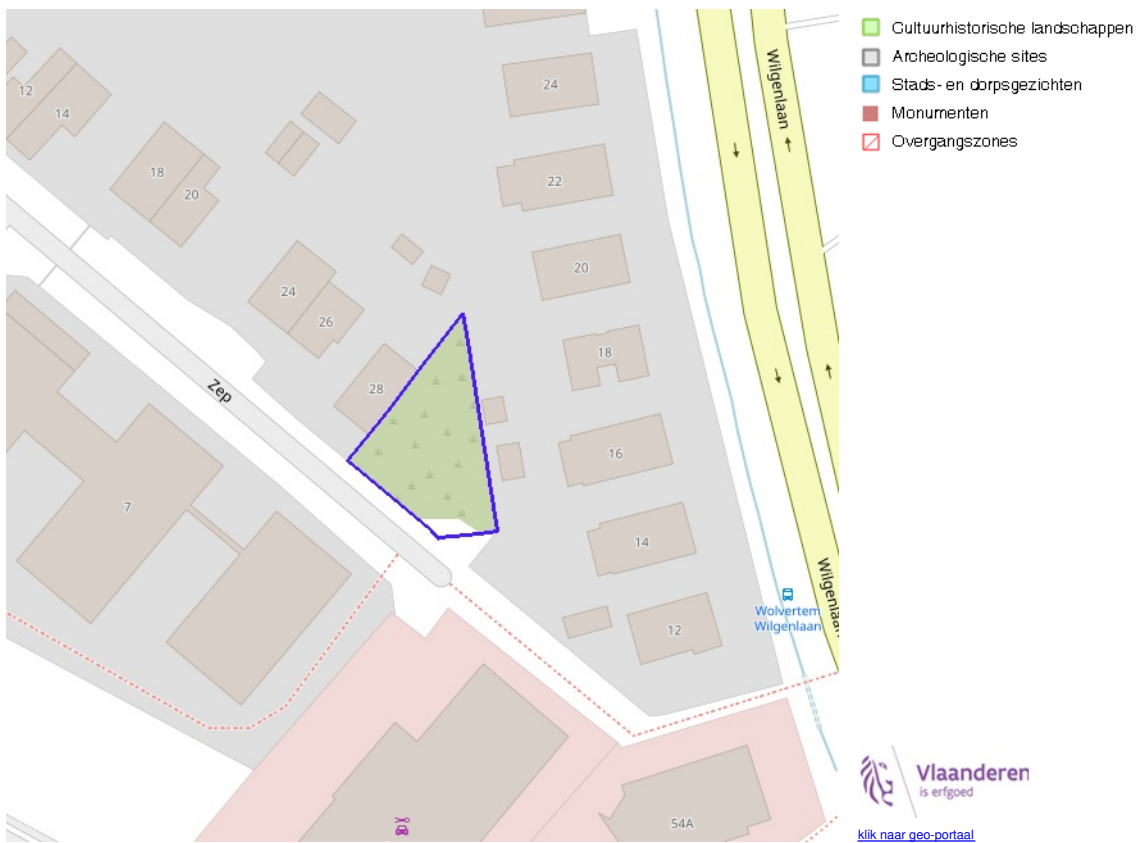 Cultuurhistorische landschappen
Archeologische sites
Stads- en dorpsgezichten
Monumenten
Overgangszones
12
14
18
20
24
26
28
7
Zep
24
22
20
18
16
14
12
54A
Wilgenlaan
Wilgenlaan
Wolvertem
Wilgenlaan
Vlaanderen
is erfgoed
klik naar geo-portaal